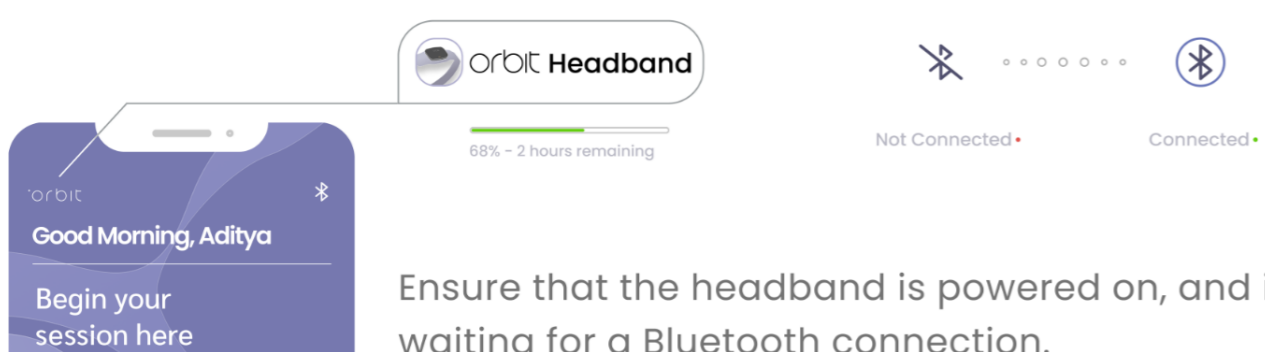 orbit Headband
68% - 2 hours remaining
Not Connected
Connected
orbit
Good Morning, Aditya
Begin your
session here
Ensure that the headband is powered on, and
waiting for a Bluetooth connection.